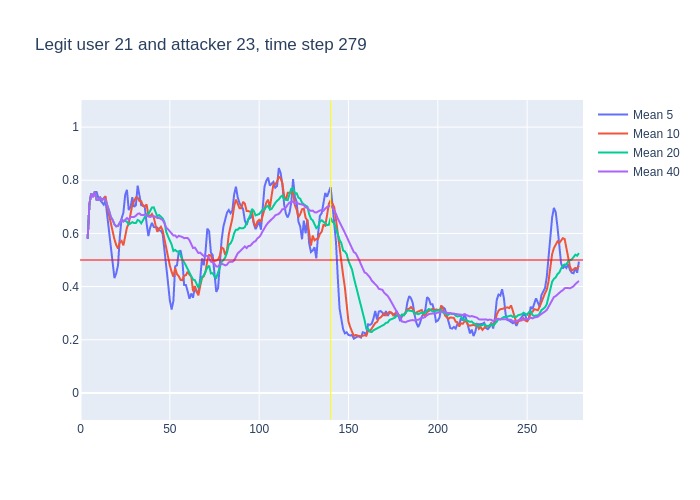 Legit user 21 and attacker 23, time step 279
Mean 5
Mean 10
Mean 20
Mean 40
1
0.8
0.6
0.4
0.2
0
0 50 100 150 200 250